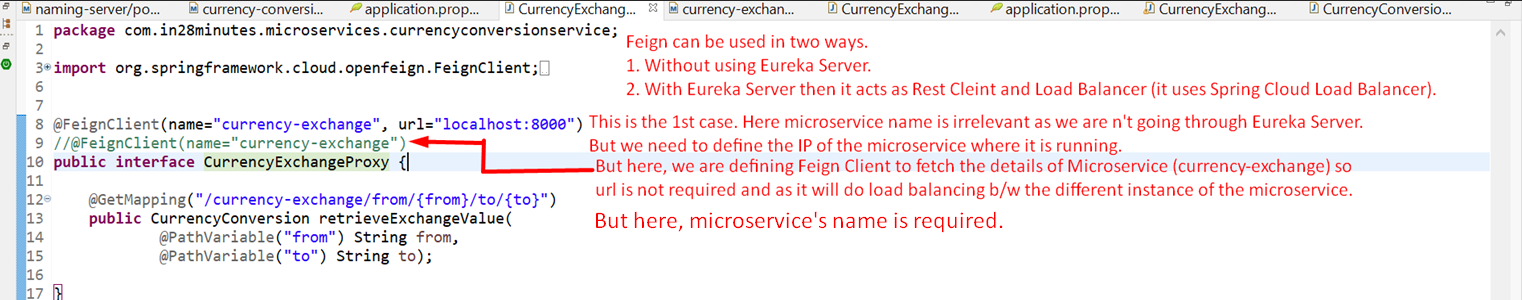 naming-server/po...
currency-conversi...
application.prop...
CurrencyExchang...
currency-exchan...
CurrencyExchang...
application.prop...
CurrencyExchang...
CurrencyConversio...
1 package com.in28minutes.microservices.currencyconversionservice;
Feign can be used in two ways.
2
3 import org.springframework.cloud.openfeign.FeignClient;
1. Without using Eureka Server.
6
2. With Eureka Server then it acts as Rest Cleint and Load Balancer (it uses Spring Cloud Load Balancer).
7
8 @FeignClient(name="currency-exchange", url="localhost:8000")
This is the 1st case. Here microservice name is irrelevant as we are n't going through Eureka Server.
9 //@FeignClient(name="currency-exchange")
But we need to define the IP of the microservice where it is running.
10 public interface CurrencyExchangeProxy {
But here, we are defining Feign Client to fetch the details of Microservice (currency-exchange) so
11
url is not required and as it will do load balancing b/w the different instance of the microservice.
12 @GetMapping("/currency-exchange/from/{from}/to/{to}")
13 public CurrencyConversion retrieveExchangeValue(
But here, microservice's name is required.
14 @PathVariable("from") String from,
15 @PathVariable("to") String to);
16
17 }